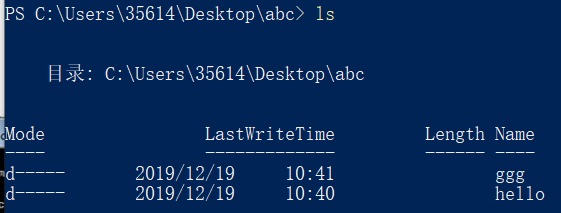 PS C:\Users\35614\Desktop\abc> ls
目录: C:\Users\35614\Desktop\abc
Mode LastWriteTime Length Name
---- ------------- ------ ----
d----- 2019/12/19 10:41 ggg
d----- 2019/12/19 10:40 hello